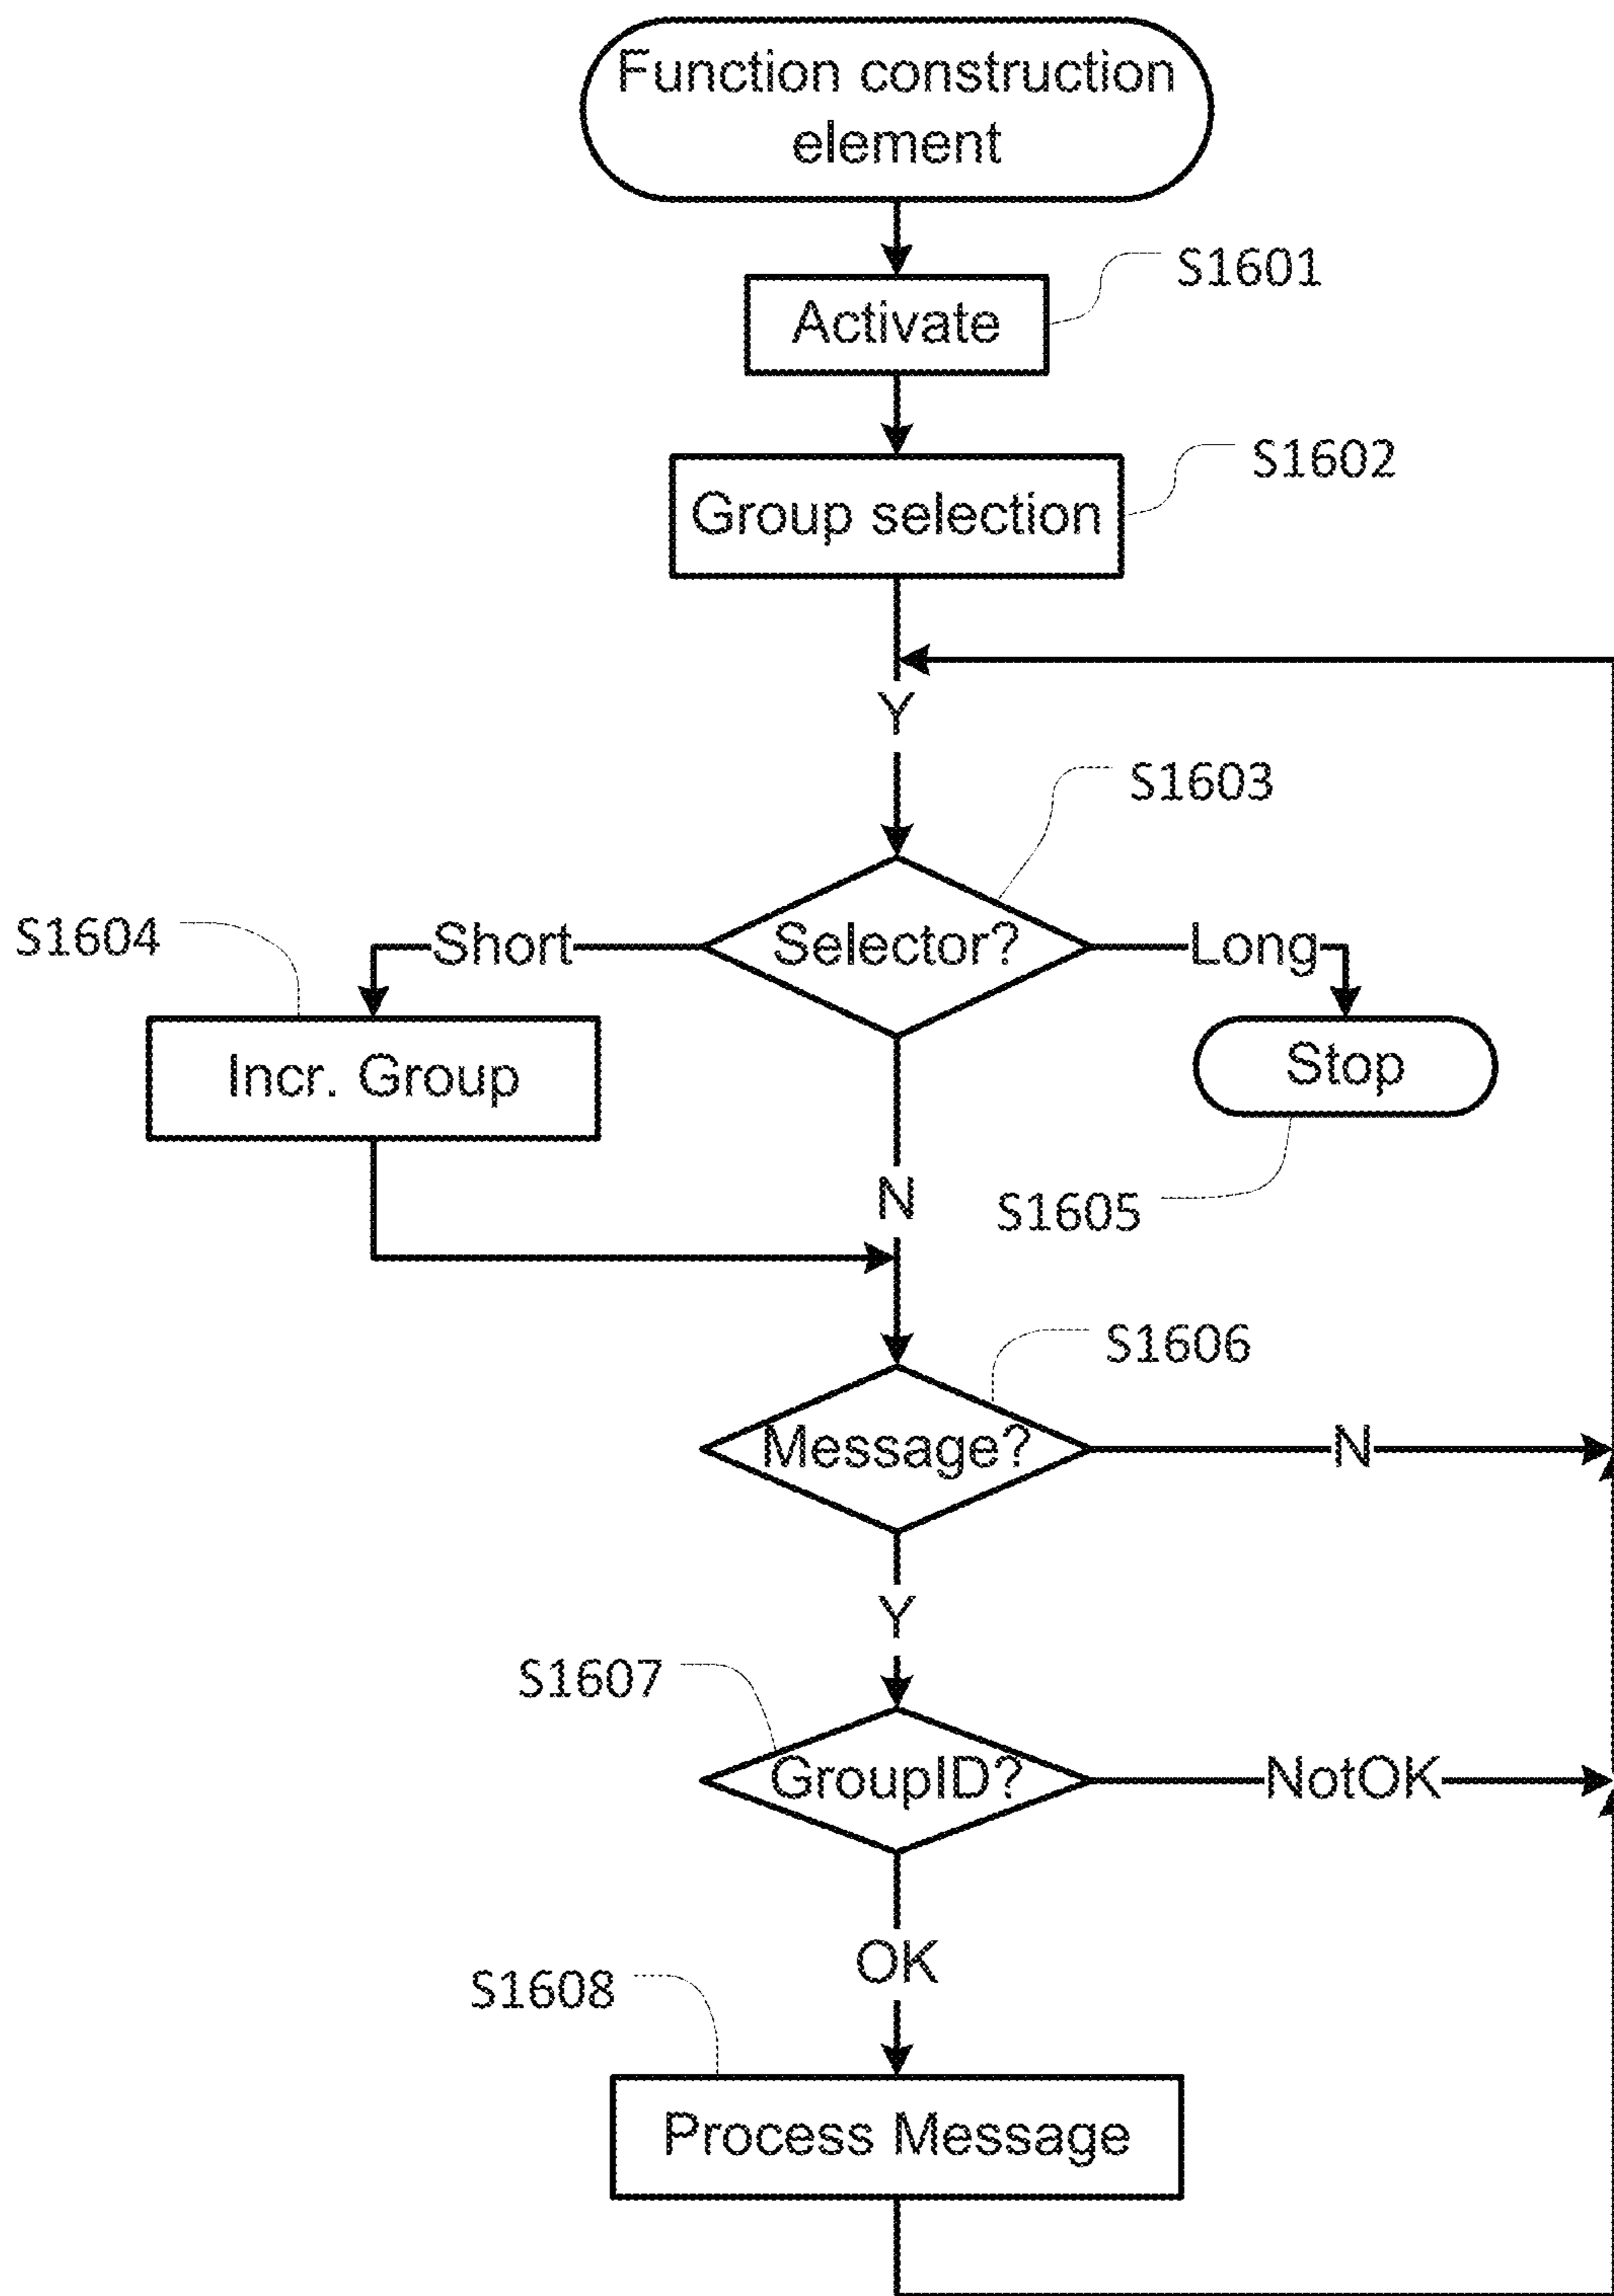 Function construction
element
S1601
Activate
S1602
Group selection
Y
S1603
S1604
Short
Selector?
Long
Incr. Group
Stop
N
S1605
S1606
Message?
N
Y
S1607
GroupID?
NotOK
OK
S1608
Process Message